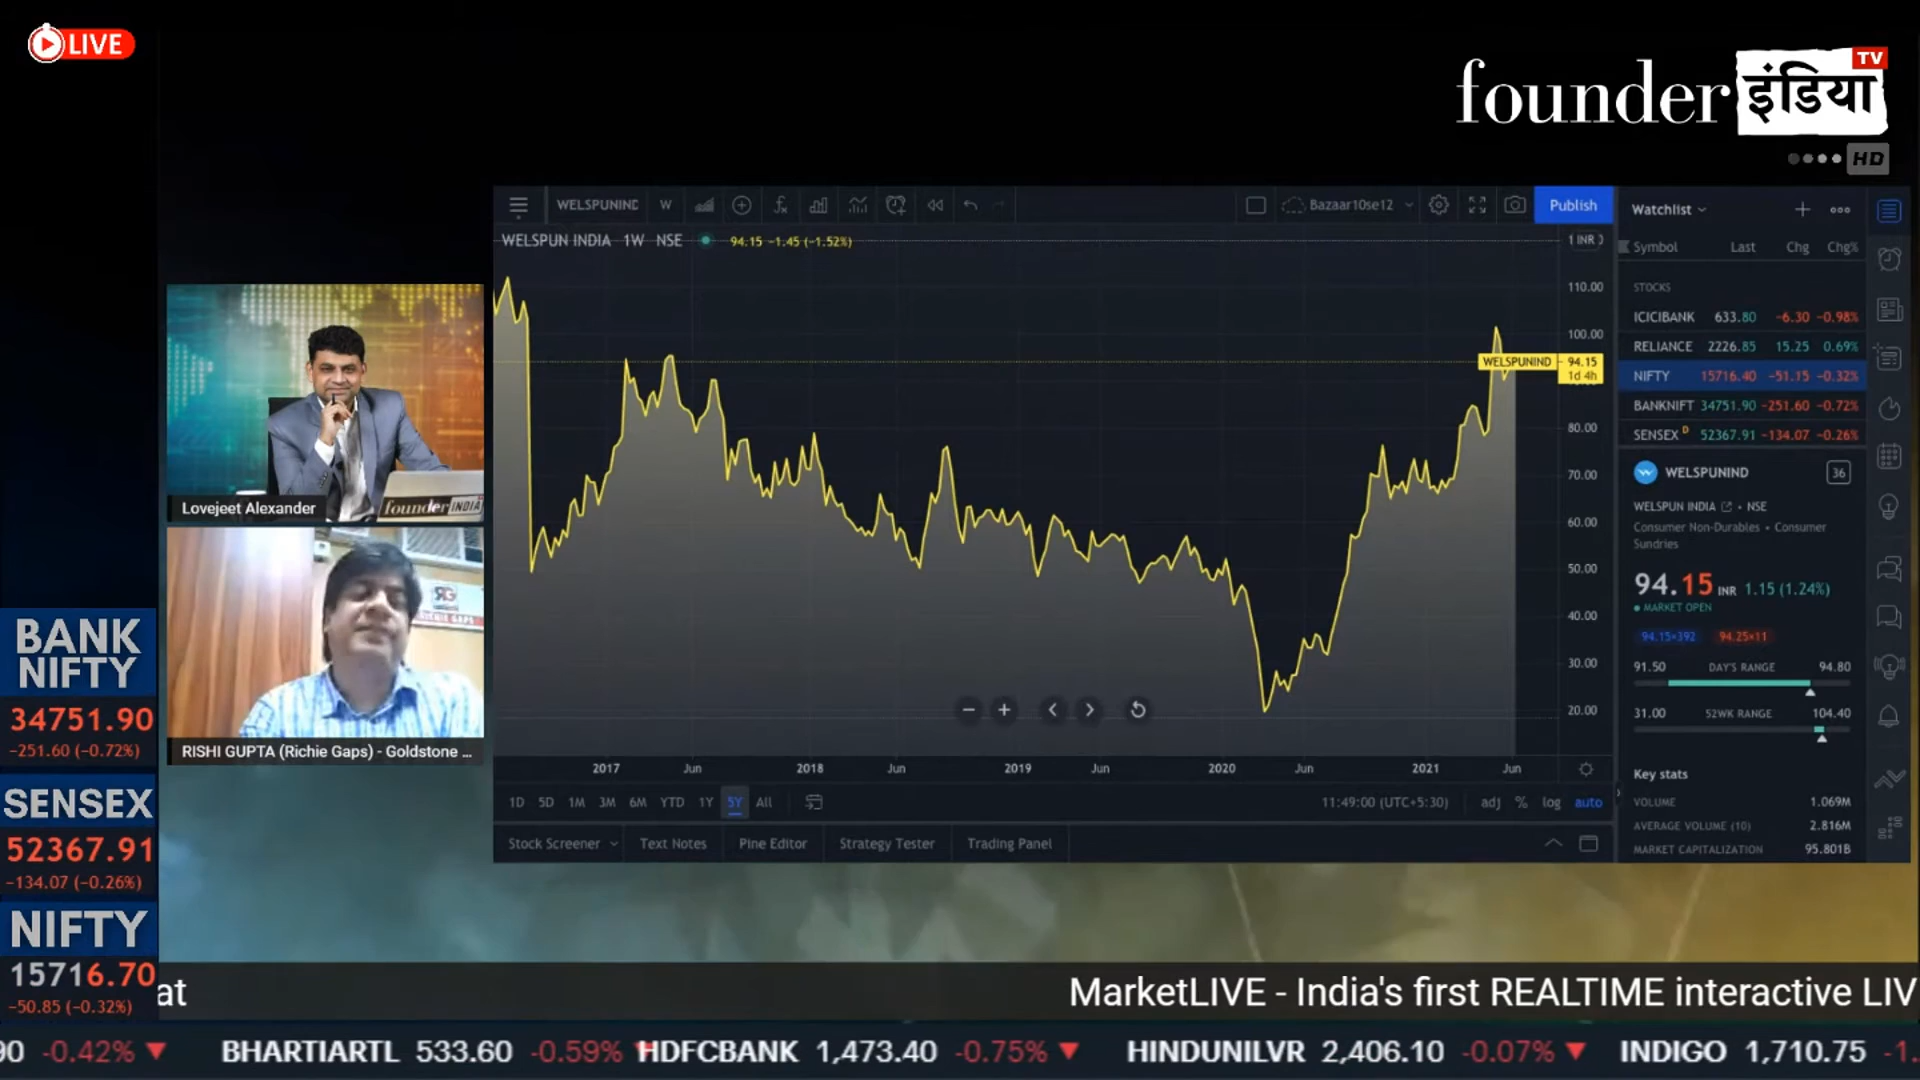 LIVE
founder इंडिया TV
HD
WELSPUNIND W Bazaar10se12 Publish
WELSPUN INDIA 1W NSE 94.15 −1.45 (−1.52%) INR
110.00
100.00
WELSPUNIND 94.15
1d 4h
80.00
70.00
60.00
50.00
40.00
30.00
20.00
2017 Jun 2018 Jun 2019 Jun 2020 Jun 2021 Jun
1D 5D 1M 3M 6M YTD 1Y 5Y All 11:49:00 (UTC+5:30) adj % log auto
Stock Screener Text Notes Pine Editor Strategy Tester Trading Panel
Watchlist
Symbol Last Chg Chg%
STOCKS
ICICIBANK 633.80 −6.30 −0.98%
RELIANCE 2226.85 15.25 0.69%
NIFTY 15716.40 −51.15 −0.32%
BANKNIFT 34751.90 −251.60 −0.72%
SENSEX D 52367.91 −134.07 −0.26%
WELSPUNIND 36
WELSPUN INDIA • NSE
Consumer Non-Durables • Consumer
Sundries
94.15 INR 1.15 (1.24%)
MARKET OPEN
94.15×392 94.25×11
91.50 DAY'S RANGE 94.80
31.00 52WK RANGE 104.40
Key stats
VOLUME 1.069M
AVERAGE VOLUME (10) 2.816M
MARKET CAPITALIZATION 95.801B
founder INDIA
Lovejeet Alexander
RG
RISHI GUPTA (Richie Gaps) - Goldstone ...
BANK
NIFTY
34751.90
−251.60 (−0.72%)
SENSEX
52367.91
−134.07 (−0.26%)
NIFTY
15716.70
−50.85 (−0.32%)
at MarketLIVE - India's first REALTIME interactive LIV
90 -0.42% BHARTIARTL 533.60 -0.59% HDFCBANK 1,473.40 -0.75% HINDUNILVR 2,406.10 -0.07% INDIGO 1,710.75 -1.